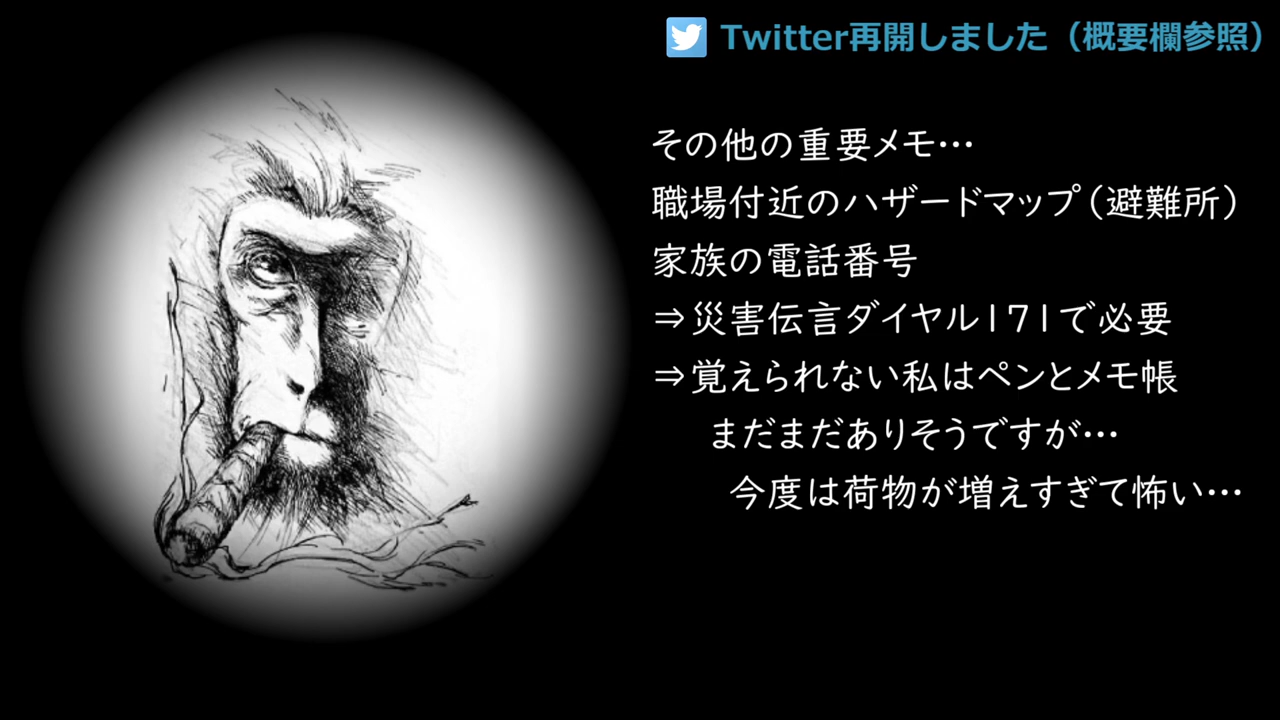 Twitter再開しました（概要欄参照）
その他の重要メモ…
職場付近のハザードマップ（避難所）
家族の電話番号
⇒災害伝言ダイヤル171で必要
⇒覚えられない私はペンとメモ帳
まだまだありそうですが…
今度は荷物が増えすぎて怖い…